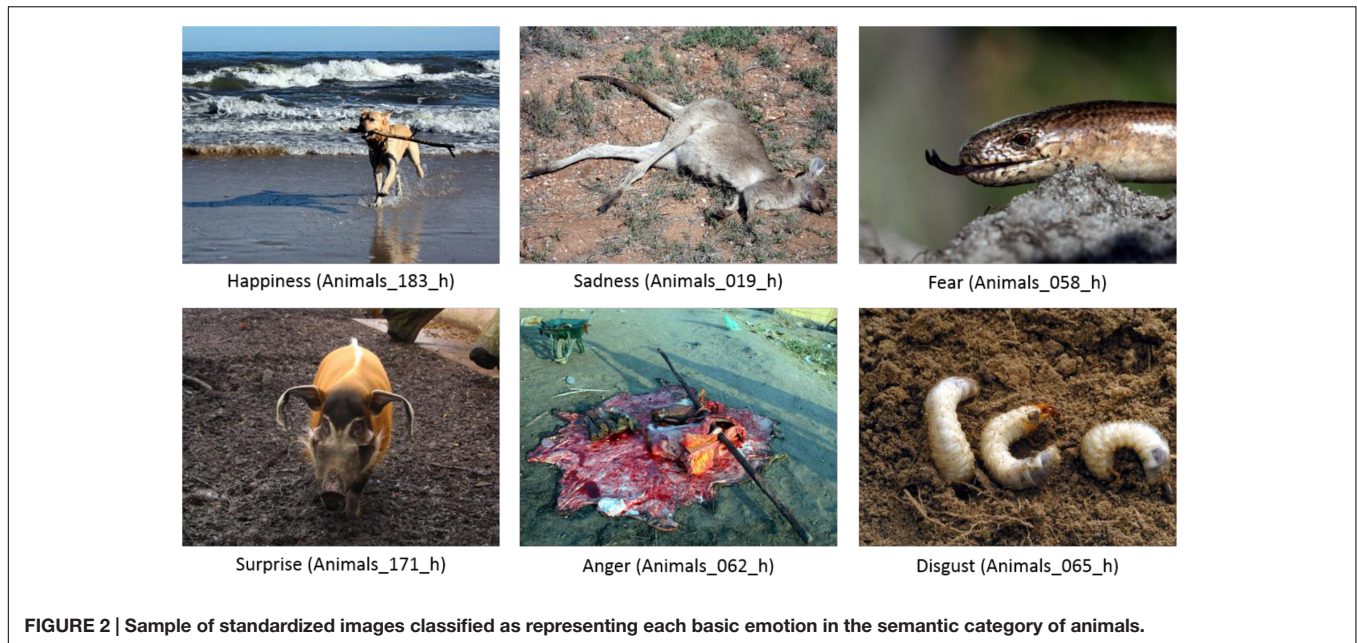 Happiness (Animals_183_h)
Sadness (Animals_019_h)
Fear (Animals_058_h)
Surprise (Animals_171_h)
Anger (Animals_062_h)
Disgust (Animals_065_h)
FIGURE 2 | Sample of standardized images classified as representing each basic emotion in the semantic category of animals.